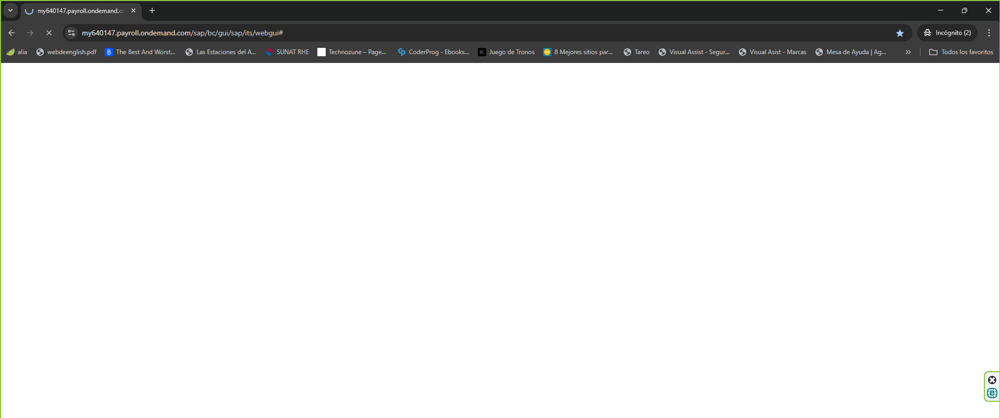 my640147.payroll.ondemand.co
my640147.payroll.ondemand.com/sap/bc/gui/sap/its/webgui#
Incógnito (2)
alia
webdeenglish.pdf
B
The Best And Worst...
Las Estaciones del A...
SUNAT RHE
Technozune – Page...
CoderProg - Ebooks...
K
Juego de Tronos
8 Mejores sitios par...
Tareo
Visual Assist - Segur...
Visual Asist - Marcas
Mesa de Ayuda | Ag...
Todos los favoritos